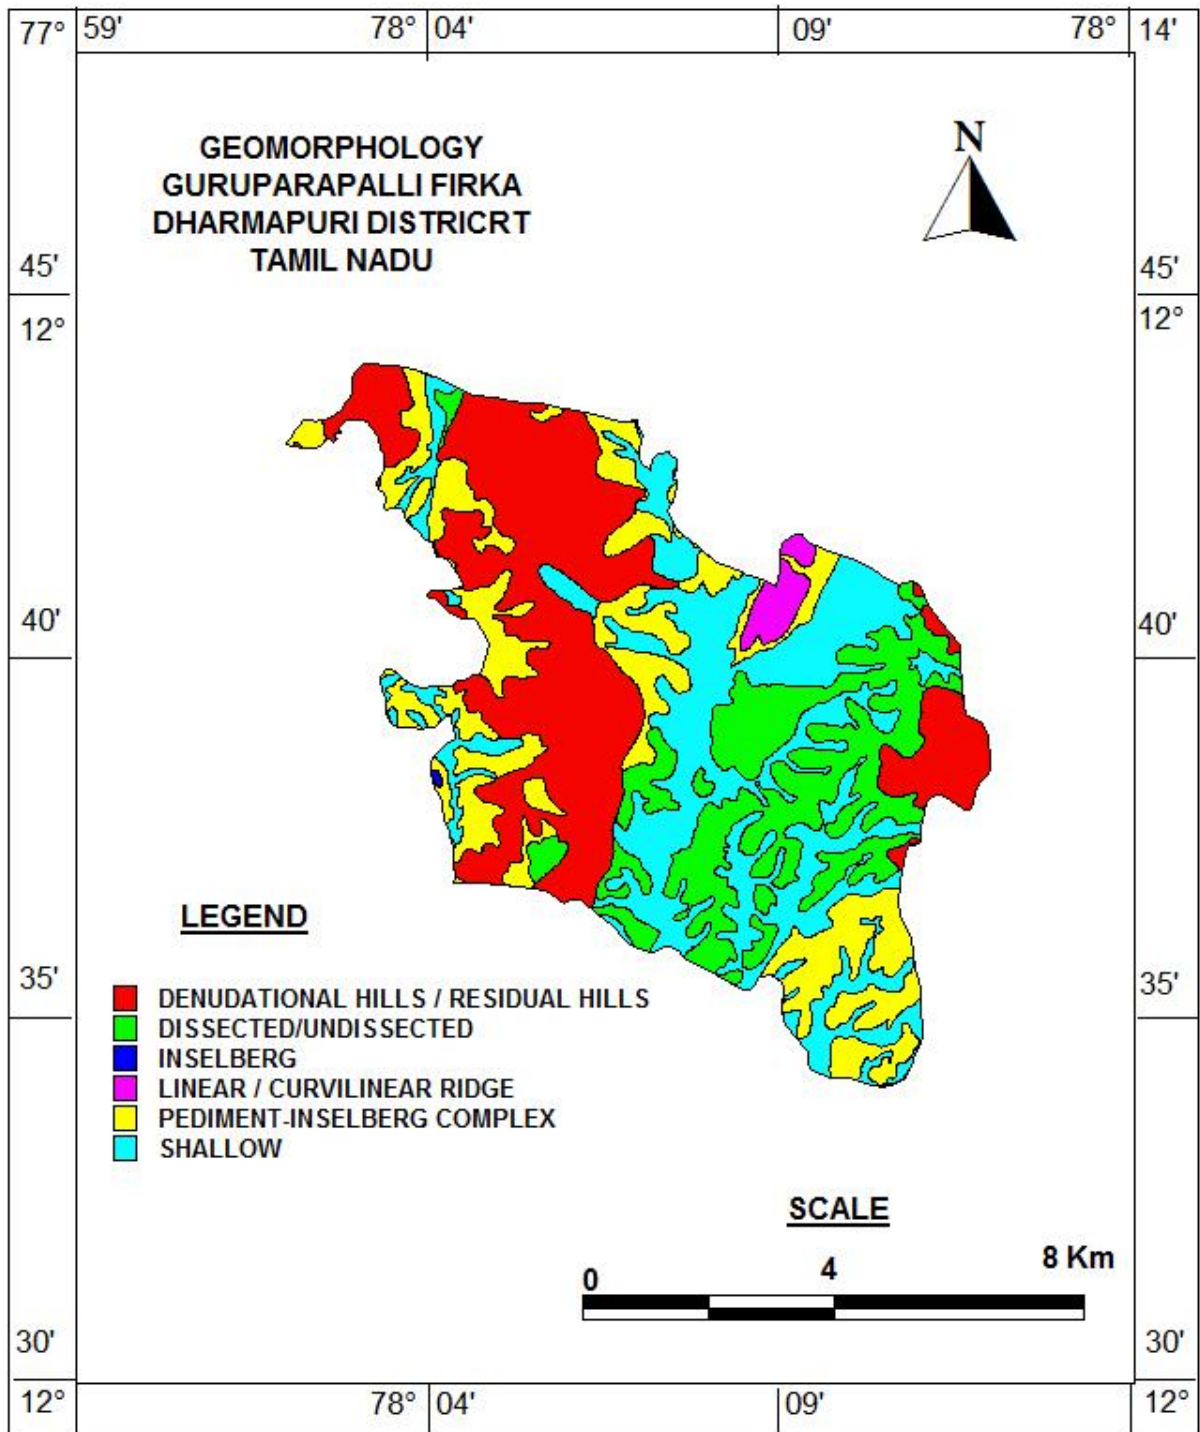 77° 59' 78° 04' 09' 78° 14'
GEOMORPHOLOGY
GURUPARAPALLI FIRKA
DHARMAPURI DISTRICRT
TAMIL NADU
N
45' 45'
12° 12°
40' 40'
LEGEND
35' 35'
DENUDATIONAL HILLS / RESIDUAL HILLS
DISSECTED/UNDISSECTED
INSELBERG
LINEAR / CURVILINEAR RIDGE
PEDIMENT-INSELBERG COMPLEX
SHALLOW
SCALE
0 4 8 Km
30' 30'
12° 78° 04' 09' 12°